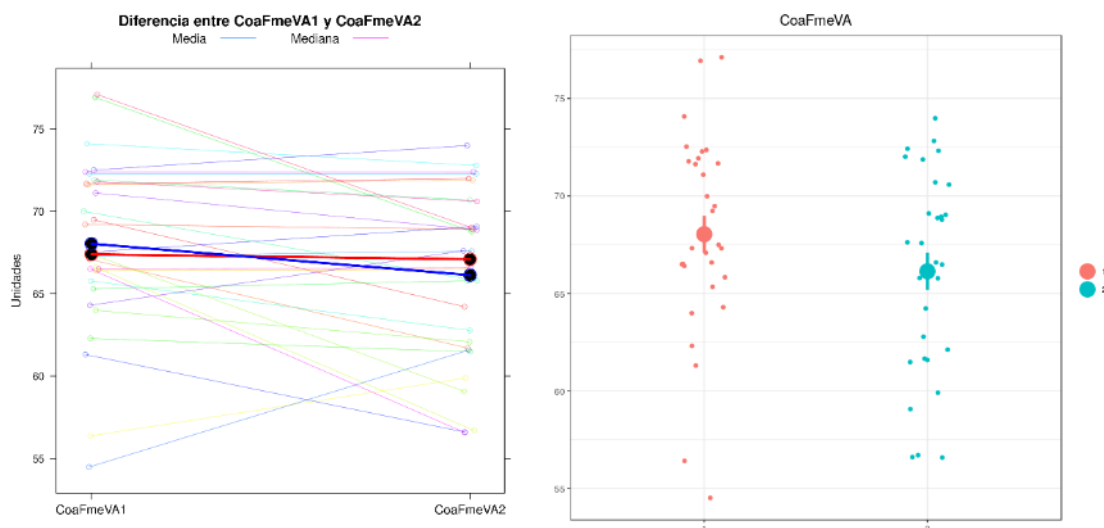 Diferencia entre CoaFmeVA1 y CoaFmeVA2
Media Mediana
Unidades
75
70
65
60
55
CoaFmeVA1 CoaFmeVA2
CoaFmeVA
75
70
65
60
55